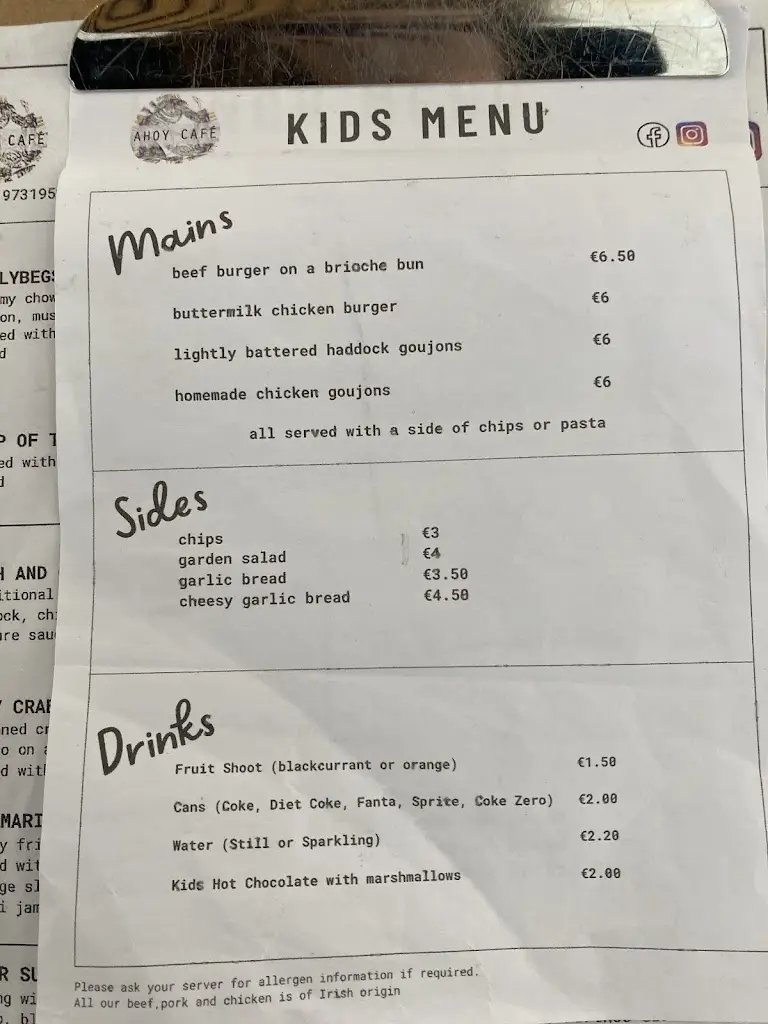 AHOY CAFÉ
KIDS MENU
Mains
beef burger on a brioche bun €6.50
buttermilk chicken burger €6
lightly battered haddock goujons €6
homemade chicken goujons €6
all served with a side of chips or pasta
Sides
chips €3
garden salad €4
garlic bread €3.50
cheesy garlic bread €4.50
Drinks
Fruit Shoot (blackcurrant or orange) €1.50
Cans (Coke, Diet Coke, Fanta, Sprite, Coke Zero) €2.00
Water (Still or Sparkling) €2.20
Kids Hot Chocolate with marshmallows €2.00
Please ask your server for allergen information if required.
All our beef,pork and chicken is of Irish origin
CAFÉ
973195